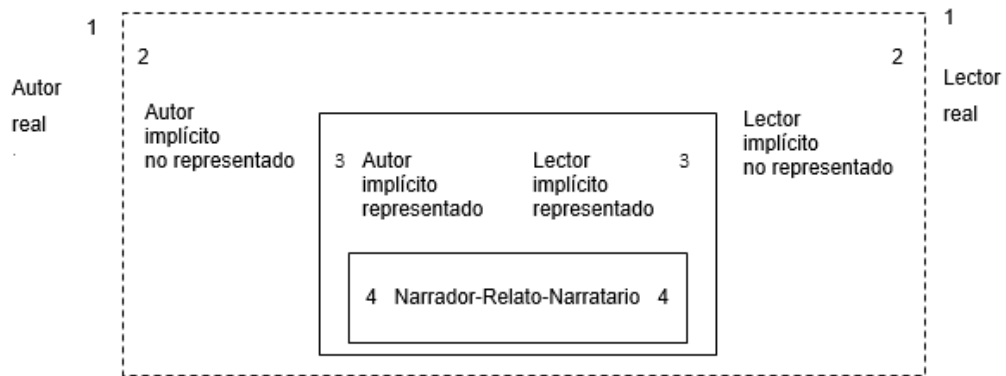 1
Autor
real
2
Autor
implícito
no representado
3 Autor
implícito
representado
Lector
implícito
representado
3
4 Narrador-Relato-Narratario 4
2
Lector
implícito
no representado
1
Lector
real